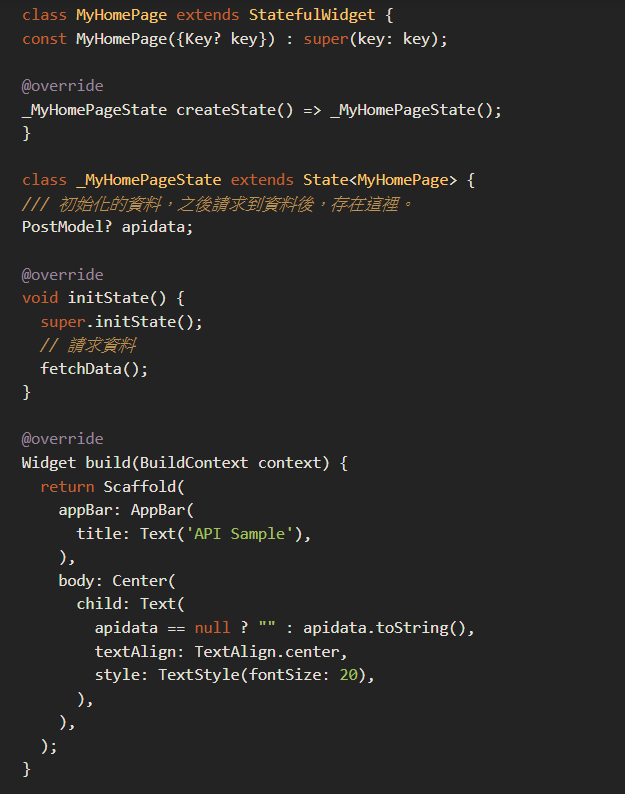 class MyHomePage extends StatefulWidget {
const MyHomePage({Key? key}) : super(key: key);

@override
_MyHomePageState createState() => _MyHomePageState();
}

class _MyHomePageState extends State<MyHomePage> {
/// 初始化的資料，之後請求到資料後，存在這裡。
PostModel? apidata;

@override
void initState() {
  super.initState();
  // 請求資料
  fetchData();
}

@override
Widget build(BuildContext context) {
  return Scaffold(
    appBar: AppBar(
      title: Text('API Sample'),
    ),
    body: Center(
      child: Text(
        apidata == null ? "" : apidata.toString(),
        textAlign: TextAlign.center,
        style: TextStyle(fontSize: 20),
      ),
    ),
  );
}